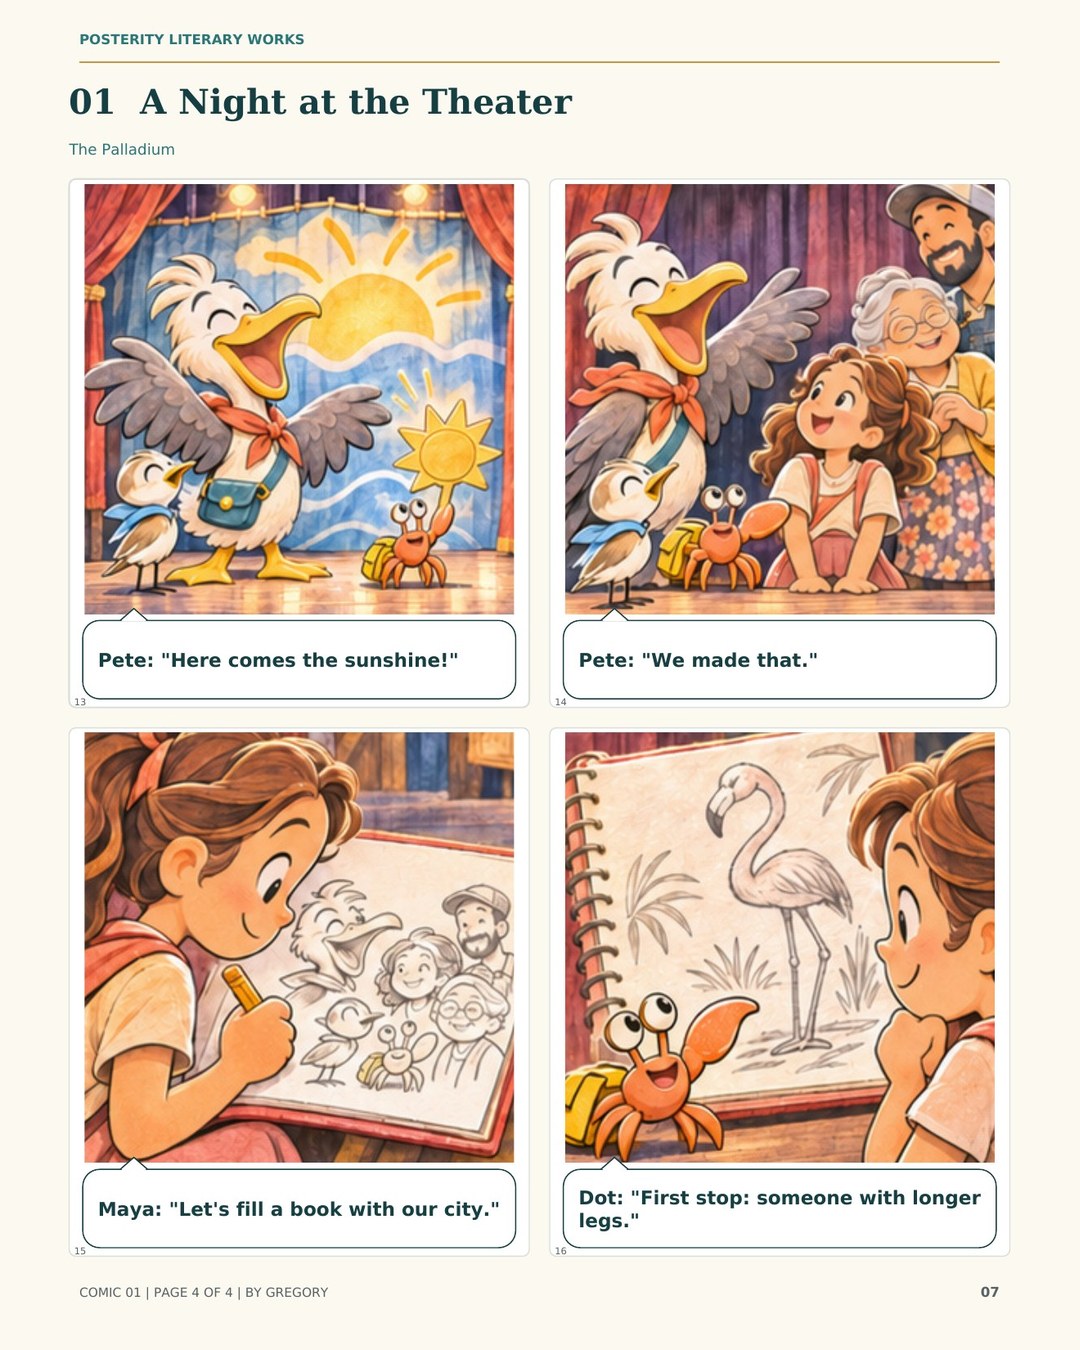 POSTERITY LITERARY WORKS
01 A Night at the Theater
The Palladium
Pete: "Here comes the sunshine!"
13
Pete: "We made that."
14
Maya: "Let's fill a book with our city."
15
Dot: "First stop: someone with longer
legs."
16
COMIC 01 | PAGE 4 OF 4 | BY GREGORY
07